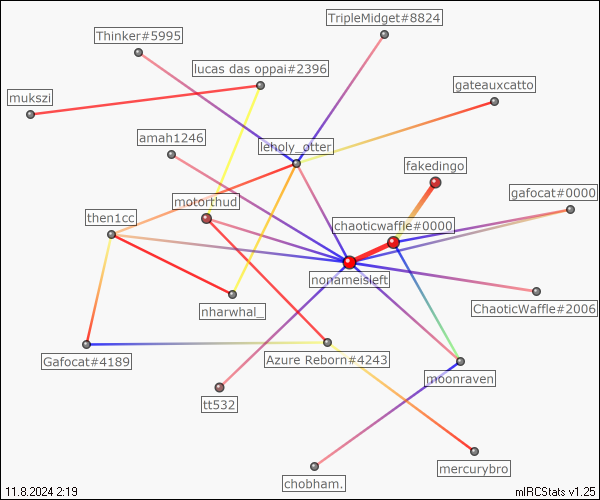 TripleMidget#8824
Thinker#5995
lucas das oppai#2396
gateauxcatto
mukszi
amah1246
leholy_otter
fakedingo
gafocat#0000
motorthud
then1cc
chaoticwaffle#0000
nonameisleft
nharwhal_
ChaoticWaffle#2006
Gafocat#4189
Azure Reborn#4243
moonraven
tt532
mercurybro
chobham.
11.8.2024 2:19
mIRCStats v1.25